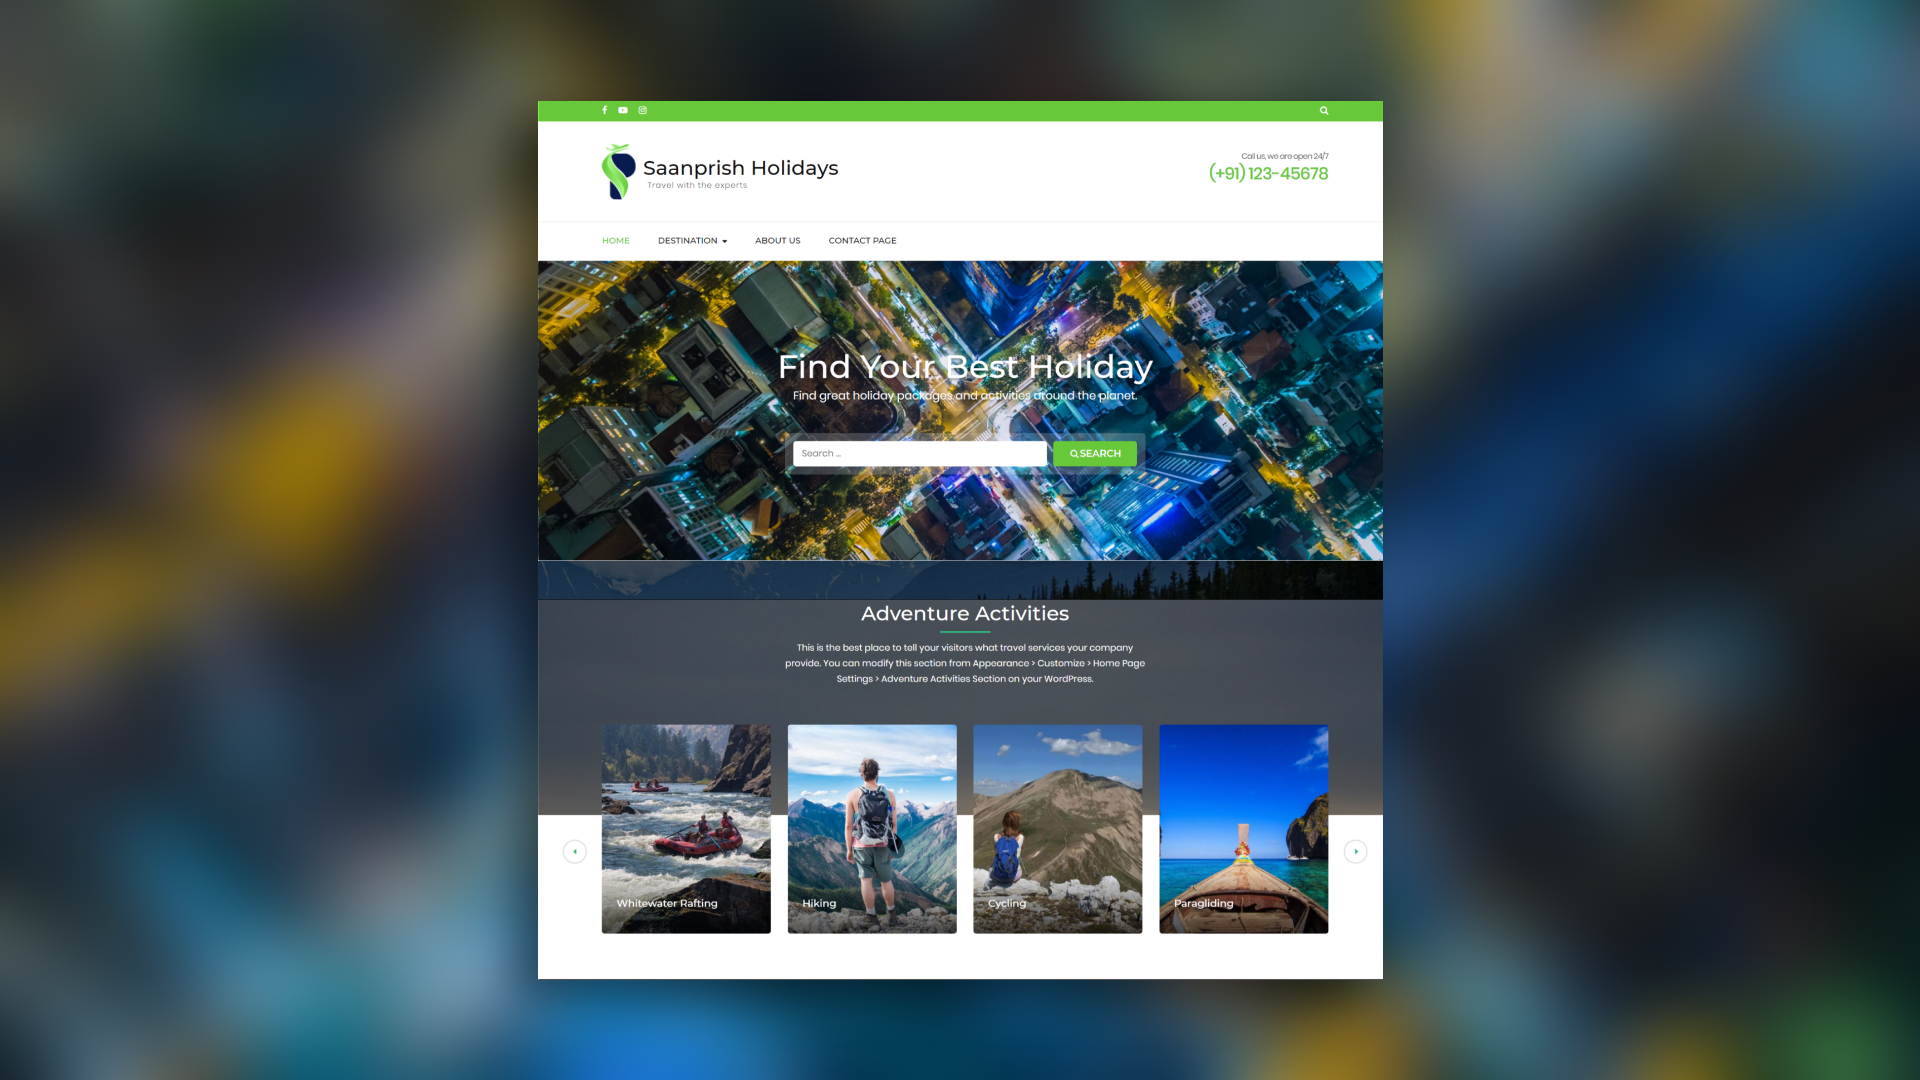 Saanprish Holidays
Travel with the experts
Call us, we are open 24/7
(+91) 123-45678
HOME
DESTINATION
ABOUT US
CONTACT PAGE
Find Your Best Holiday
Find great holiday packages and activities around the planet.
Search ...
SEARCH
Adventure Activities
This is the best place to tell your visitors what travel services your company
provide. You can modify this section from Appearance > Customize > Home Page
Settings > Adventure Activities Section on your WordPress.
Whitewater Rafting
Hiking
Cycling
Paragliding